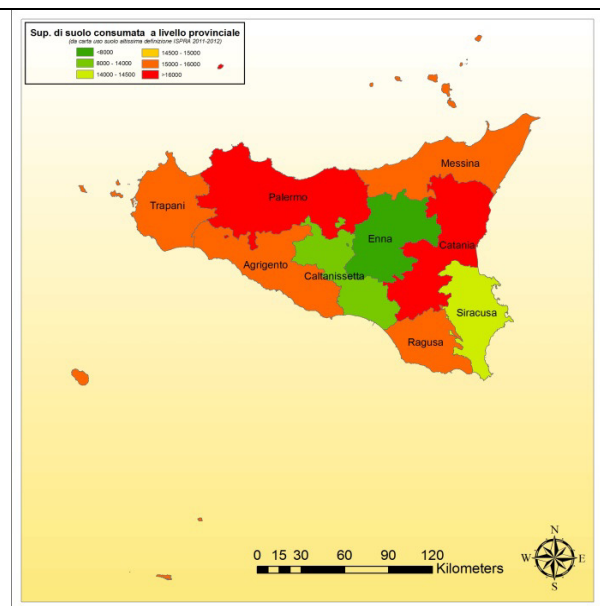 Sup. di suolo consumata a livello provinciale
(da carta uso suolo altissima definizione ISPRA 2011-2012)
<8000 14500 - 15000
8000 - 14000 15000 - 16000
14000 - 14500 >16000
Messina
Trapani
Palermo
Enna
Catania
Agrigento
Caltanissetta
Siracusa
Ragusa
N
W E
S
0 15 30 60 90 120
Kilometers